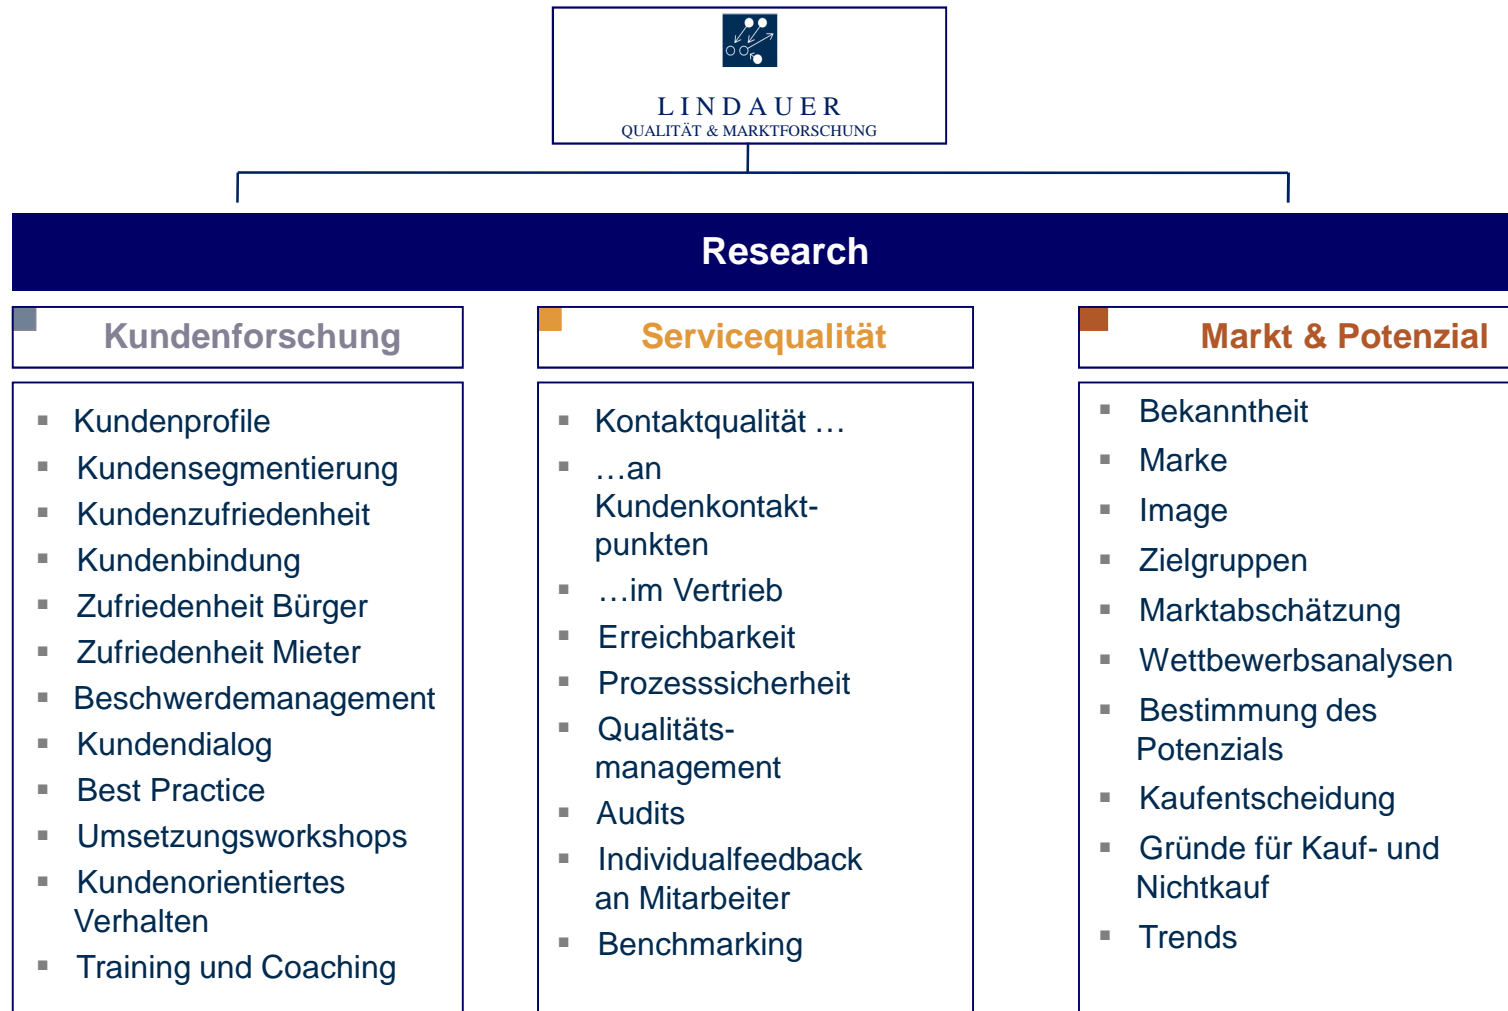 LINDAUER
QUALITÄT & MARKTFORSCHUNG
Research
Kundenforschung
Kundenprofile
Kundensegmentierung
Kundenzufriedenheit
Kundenbindung
Zufriedenheit Bürger
Zufriedenheit Mieter
Beschwerdemanagement
Kundendialog
Best Practice
Umsetzungsworkshops
Kundenorientiertes
Verhalten
Training und Coaching
Servicequalität
Kontaktqualität …
…an
Kundenkontakt-
punkten
…im Vertrieb
Erreichbarkeit
Prozesssicherheit
Qualitäts-
management
Audits
Individualfeedback
an Mitarbeiter
Benchmarking
Markt & Potenzial
Bekanntheit
Marke
Image
Zielgruppen
Marktabschätzung
Wettbewerbsanalysen
Bestimmung des
Potenzials
Kaufentscheidung
Gründe für Kauf- und
Nichtkauf
Trends